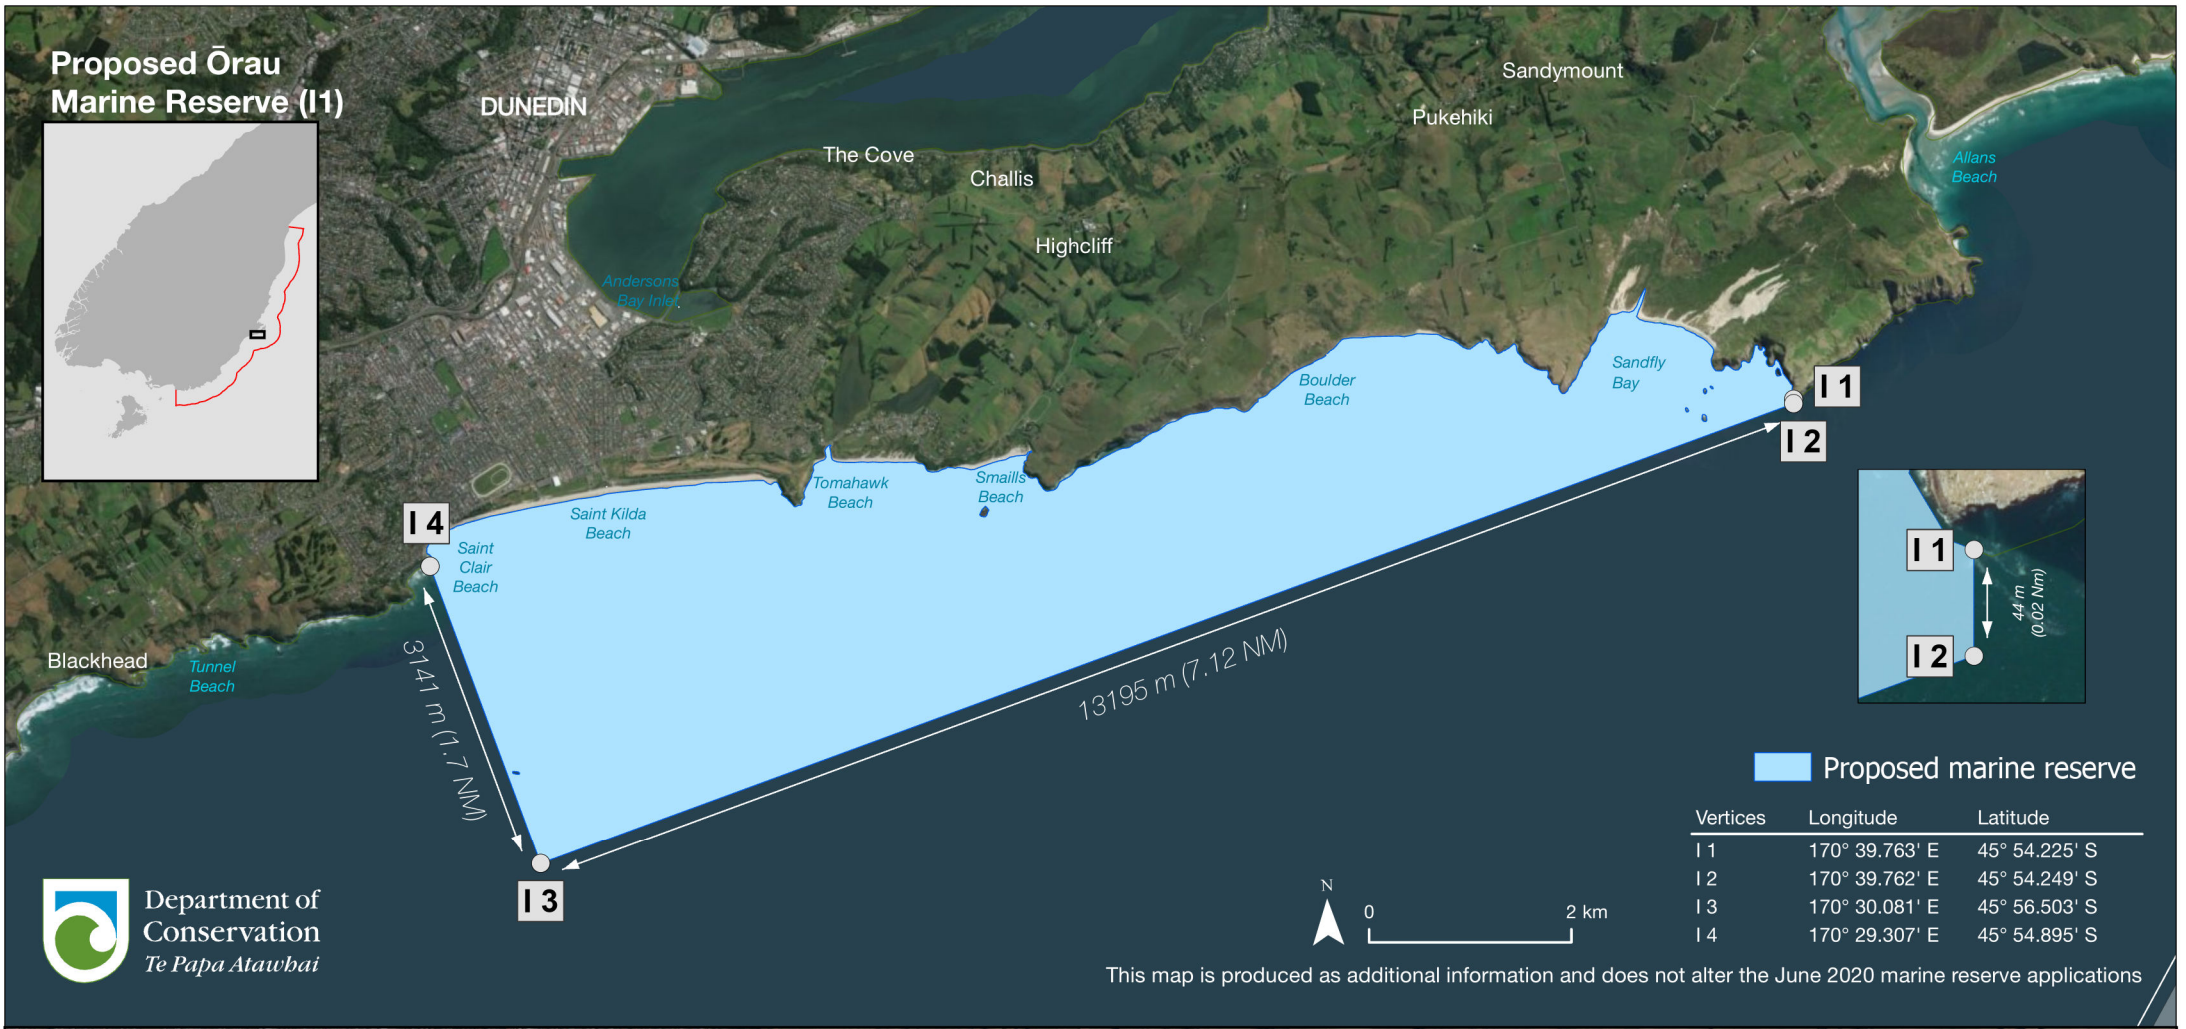 Proposed Ōrau
Marine Reserve (I1)
DUNEDIN
The Cove
Challis
Highcliff
Pukehiki
Sandymount
Allans
Beach
Andersons
Bay Inlet
Boulder
Beach
Sandfly
Bay
I 1
I 2
Tomahawk
Beach
Smaills
Beach
Saint Kilda
Beach
I 4
Saint
Clair
Beach
Blackhead
Tunnel
Beach
3141 m (1.7 NM)
13195 m (7.12 NM)
I 3
I 1
I 2
44 m
(0.02 Nm)
Proposed marine reserve
Vertices Longitude Latitude
I 1 170° 39.763' E 45° 54.225' S
I 2 170° 39.762' E 45° 54.249' S
I 3 170° 30.081' E 45° 56.503' S
I 4 170° 29.307' E 45° 54.895' S
N
0 2 km
Department of
Conservation
Te Papa Atawhai
This map is produced as additional information and does not alter the June 2020 marine reserve applications